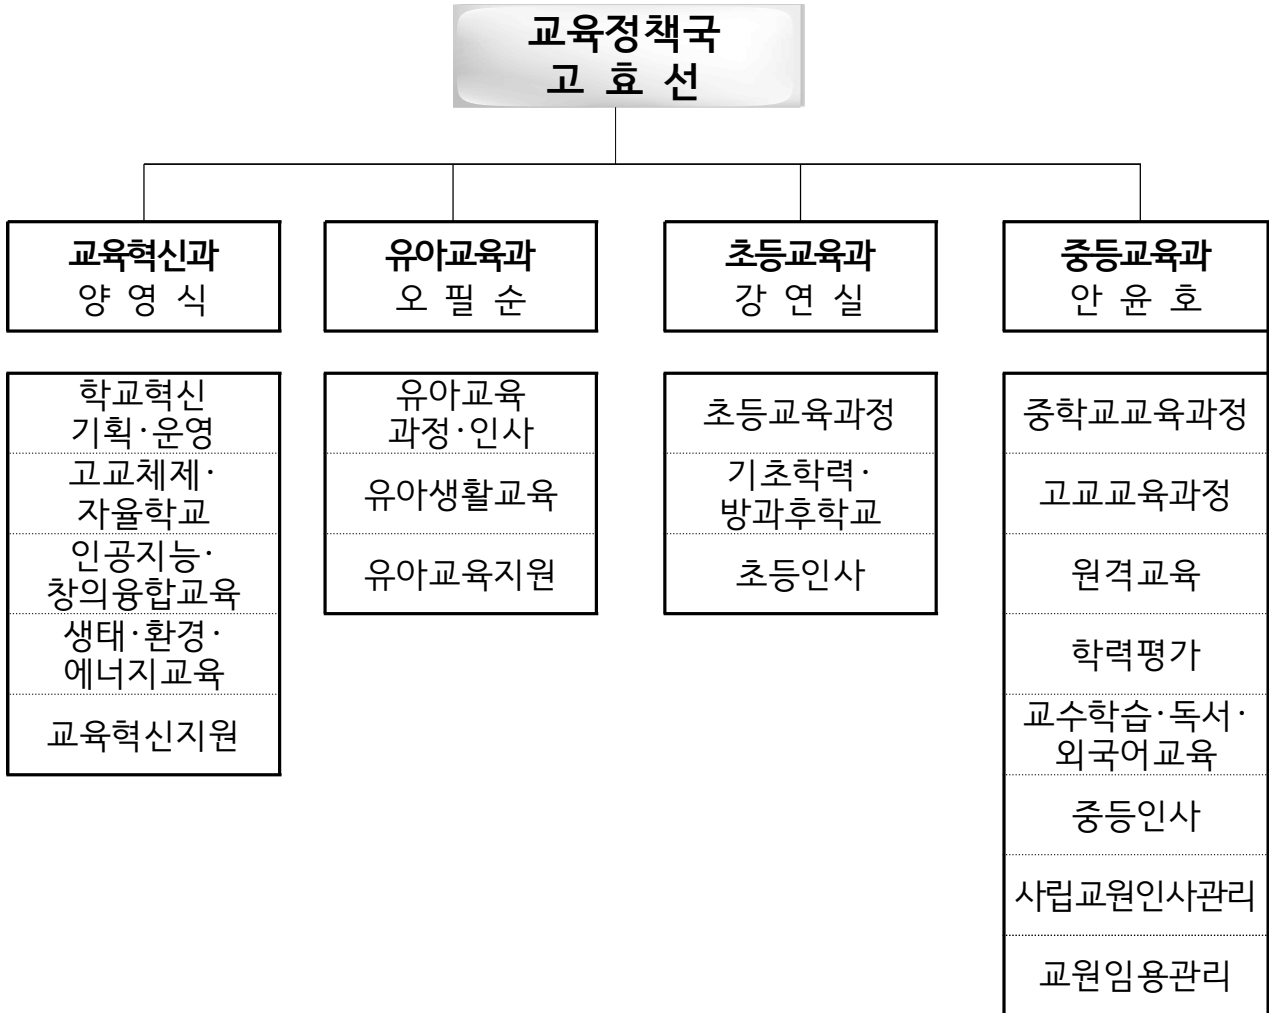 교육정책국
고 효 선
교육혁신과
양 영 식
유아교육과
오 필 순
초등교육과
강 연 실
중등교육과
안 윤 호
학교혁신
기획·운영
고교체제·
자율학교
인공지능·
창의융합교육
생태·환경·
에너지교육
교육혁신지원
유아교육
과정·인사
유아생활교육
유아교육지원
초등교육과정
기초학력·
방과후학교
초등인사
중학교교육과정
고교교육과정
원격교육
학력평가
교수학습·독서·
외국어교육
중등인사
사립교원인사관리
교원임용관리